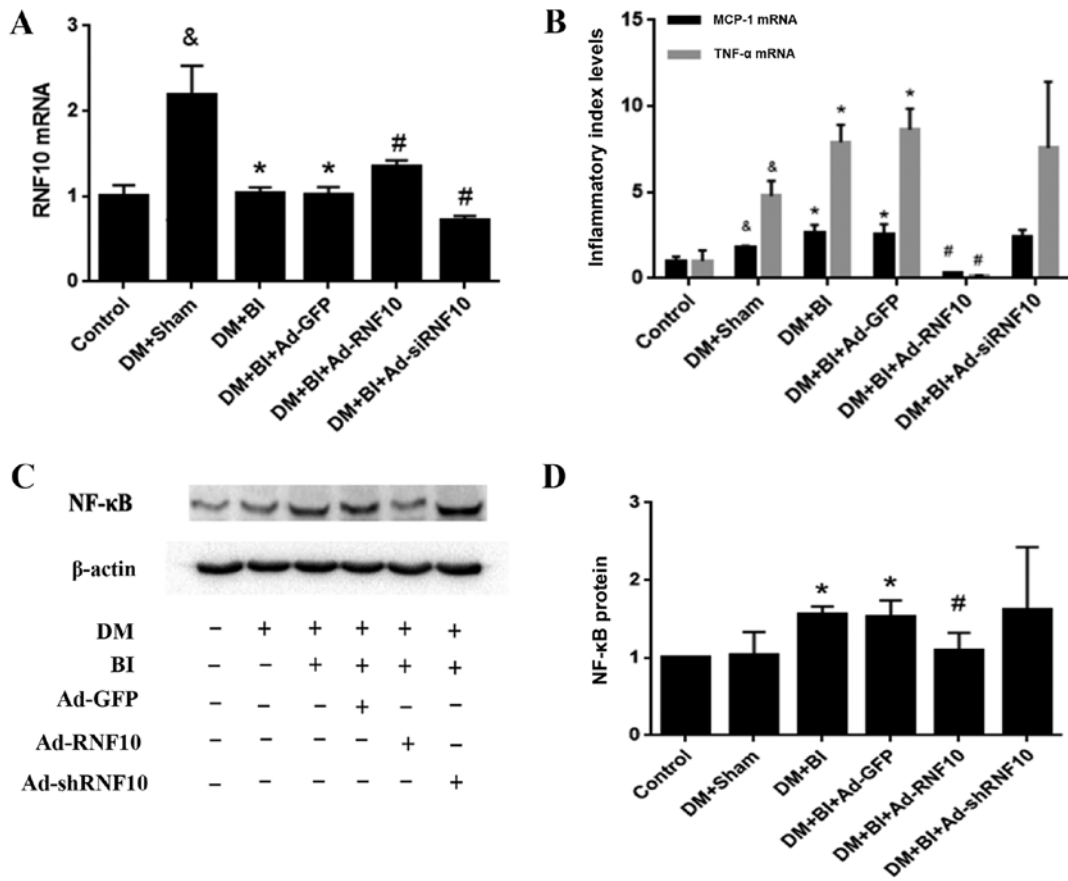 A
RNF10 mRNA
3
2
1
0
&
*
*
#
#
Control
DM+Sham
DM+BI
DM+BI+Ad-GFP
DM+BI+Ad-RNF10
DM+BI+Ad-siRNF10
B
Inflammatory index levels
15
10
5
0
MCP-1 mRNA
TNF-α mRNA
&
&
*
*
*
*
#
#
Control
DM+Sham
DM+BI
DM+BI+Ad-GFP
DM+BI+Ad-RNF10
DM+BI+Ad-siRNF10
C
NF-κB
β-actin
DM − + + + + +
BI − − + + + +
Ad-GFP − − − + − −
Ad-RNF10 − − − − + −
Ad-shRNF10 − − − − − +
D
NF-κB protein
3
2
1
0
*
*
#
Control
DM+Sham
DM+BI
DM+BI+Ad-GFP
DM+BI+Ad-RNF10
DM+BI+Ad-shRNF10